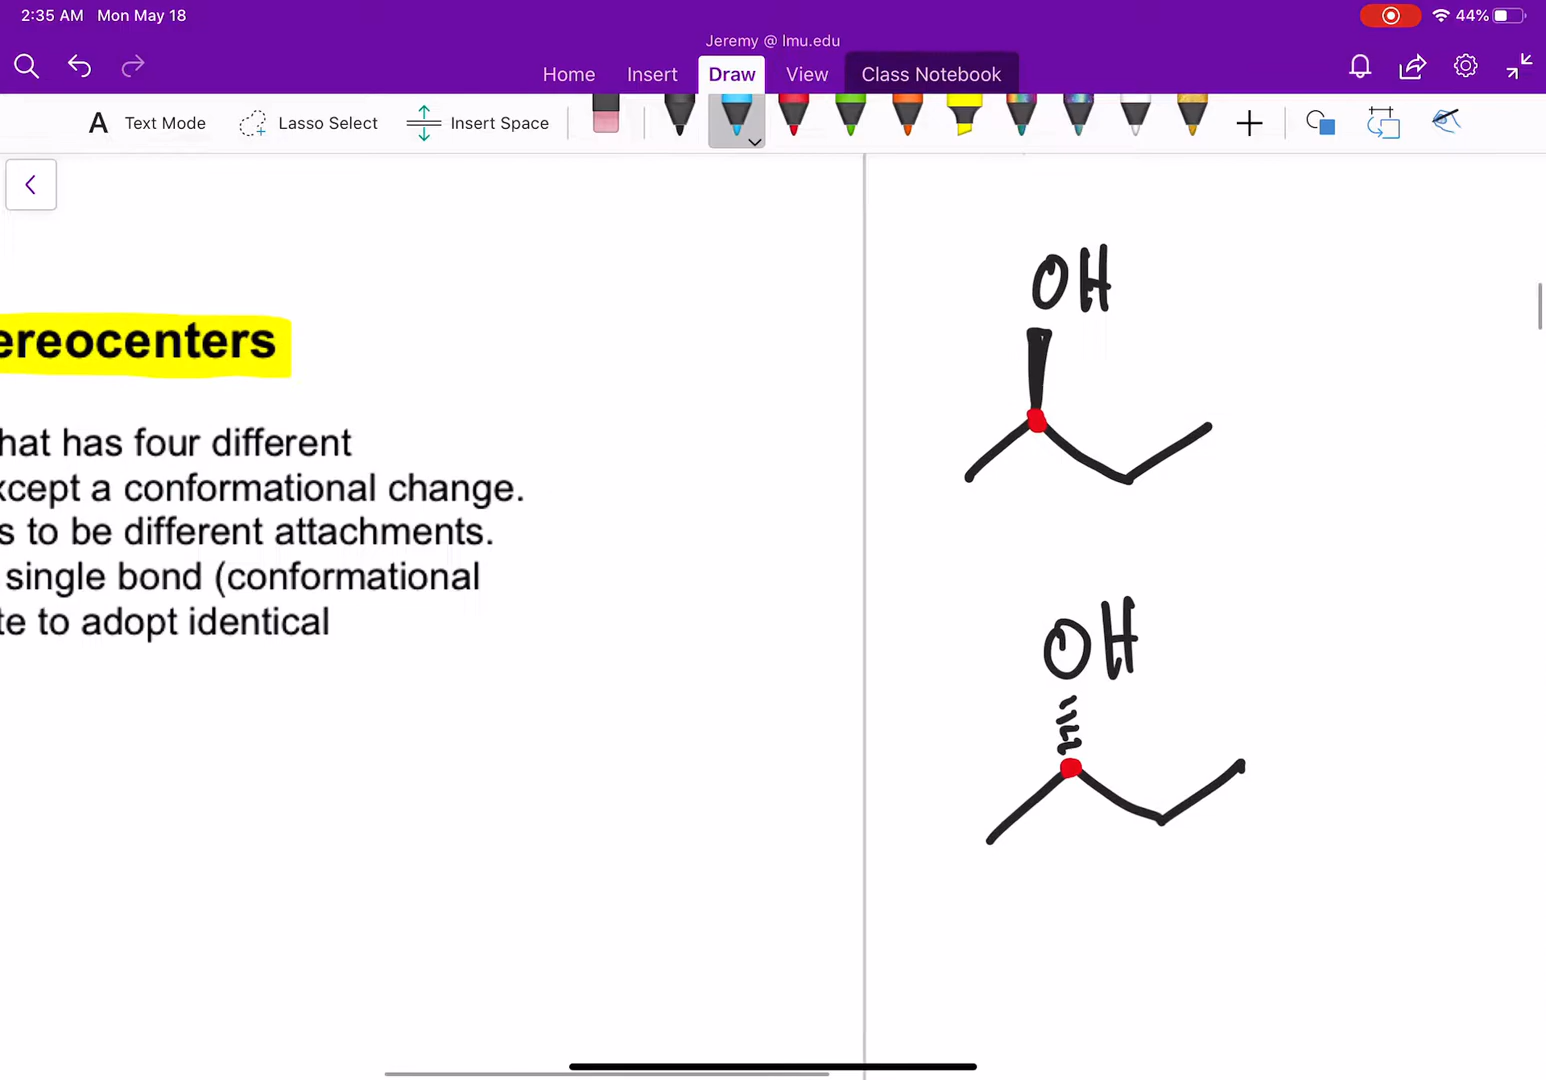 2:35 AM Mon May 18
44%
Jeremy @ lmu.edu
Home Insert Draw View Class Notebook
A Text Mode Lasso Select Insert Space
OH
ereocenters
hat has four different
xcept a conformational change.
s to be different attachments.
single bond (conformational
te to adopt identical
OH